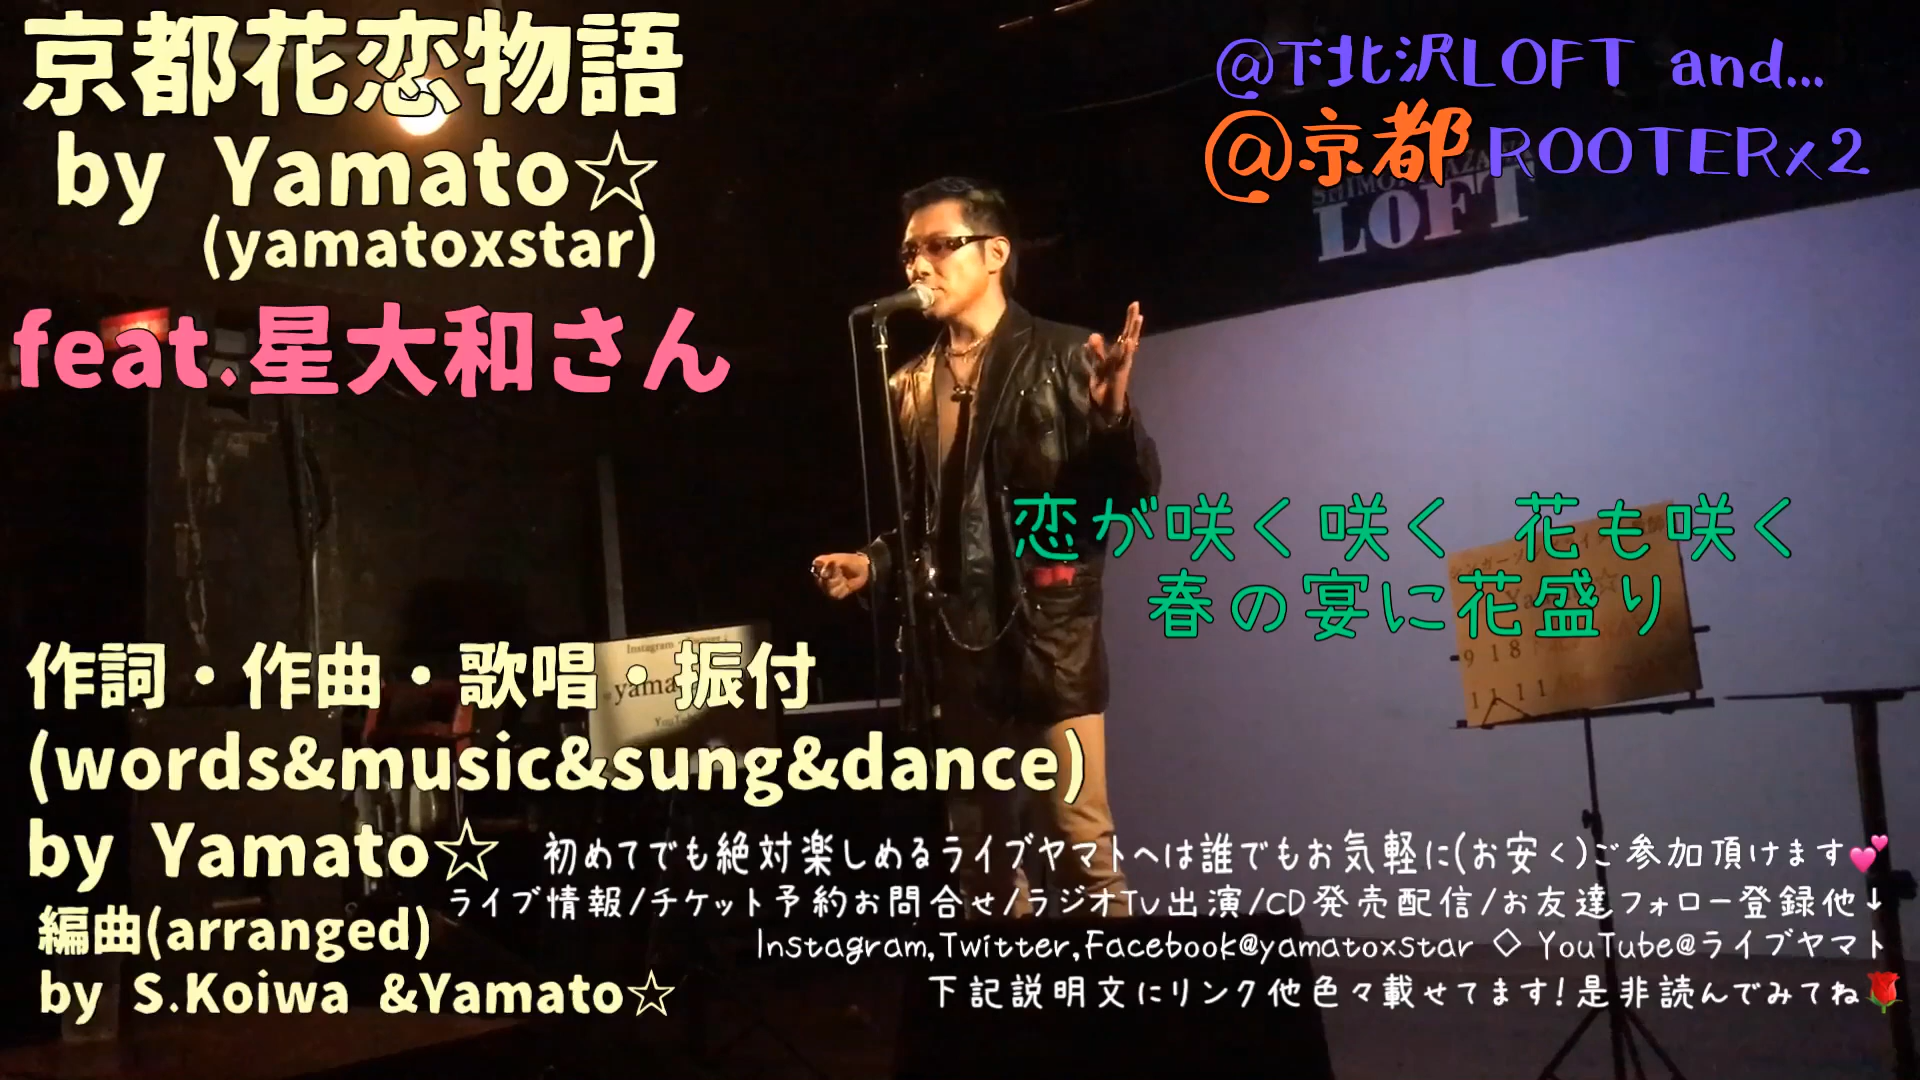 京都花恋物語
by Yamato☆
(yamatoxstar)
feat.星大和さん
@下北沢LOFT and...
@京都ROOTERx2
LOFT
恋が咲く咲く 花も咲く
春の宴に花盛り
9 18
11 11
作詞・作曲・歌唱・振付
(words&music&sung&dance)
by Yamato☆
編曲(arranged)
by S.Koiwa &Yamato☆
初めてでも絶対楽しめるライブヤマトへは誰でもお気軽に(お安く)ご参加頂けます💕
ライブ情報/チケット予約お問合せ/ラジオTV出演/CD発売配信/お友達フォロー登録他↓
Instagram,Twitter,Facebook@yamatoxstar ◇ YouTube@ライブヤマト
下記説明文にリンク他色々載せてます!是非読んでみてね🌹